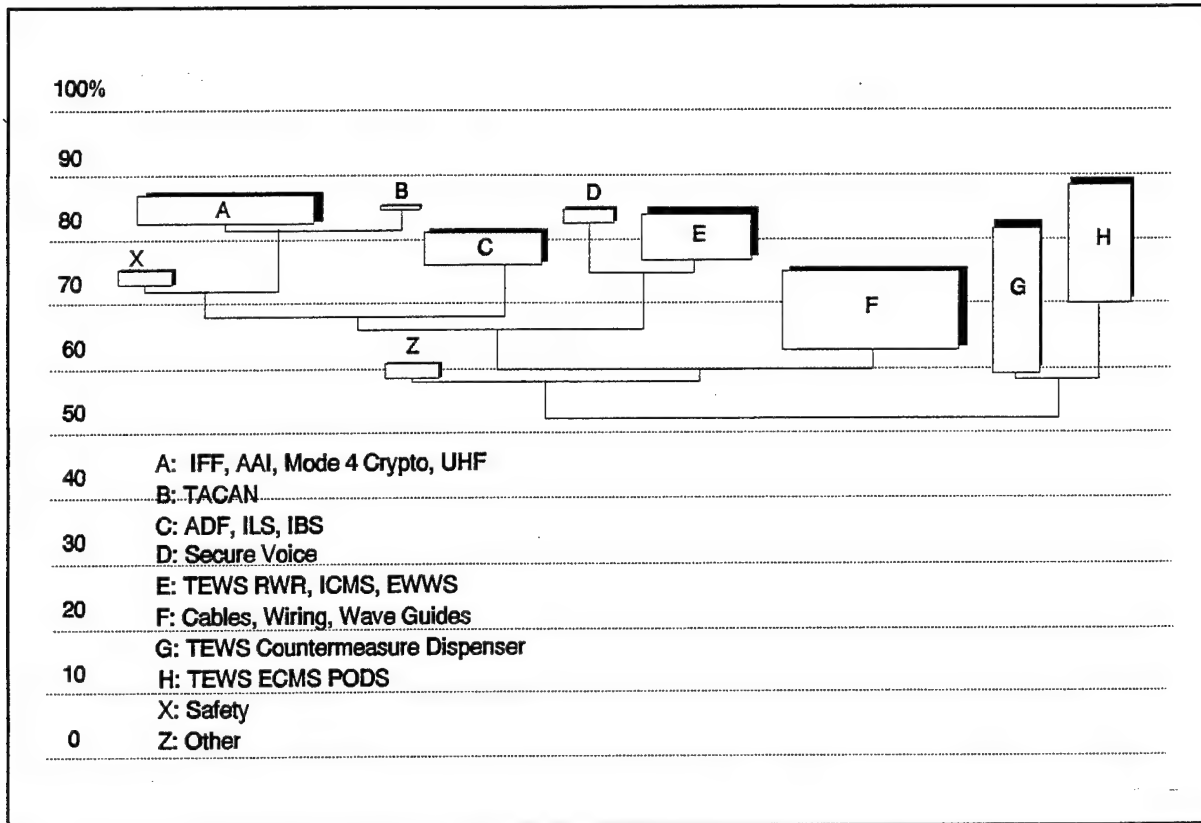 100%
90
B
D
A
80
E
H
C
X
G
70
F
Z
60
50
A: IFF, AAI, Mode 4 Crypto, UHF
40
B: TACAN
C: ADF, ILS, IBS
30
D: Secure Voice
E: TEWS RWR, ICMS, EWWS
20
F: Cables, Wiring, Wave Guides
G: TEWS Countermeasure Dispenser
10
H: TEWS ECMS PODS
X: Safety
0
Z: Other